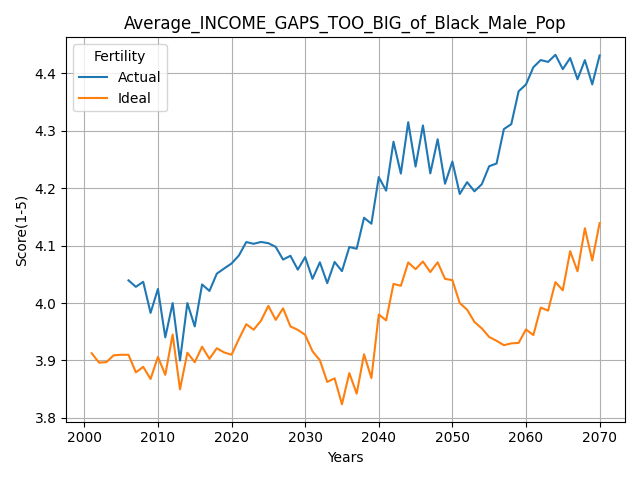 Average_INCOME_GAPS_TOO_BIG_of_Black_Male_Pop
Fertility
Actual
Ideal
Score(1-5)
4.4
4.3
4.2
4.1
4.0
3.9
3.8
2000 2010 2020 2030 2040 2050 2060 2070
Years